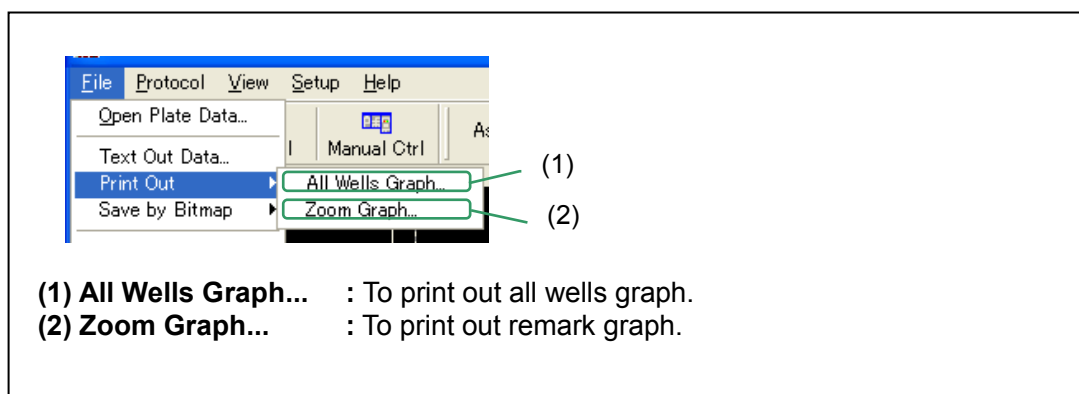 File Protocol View Setup Help
Open Plate Data...
Manual Ctrl
Text Out Data...
Print Out
All Wells Graph...
(1)
Save by Bitmap
Zoom Graph...
(2)
(1) All Wells Graph... : To print out all wells graph.
(2) Zoom Graph... : To print out remark graph.